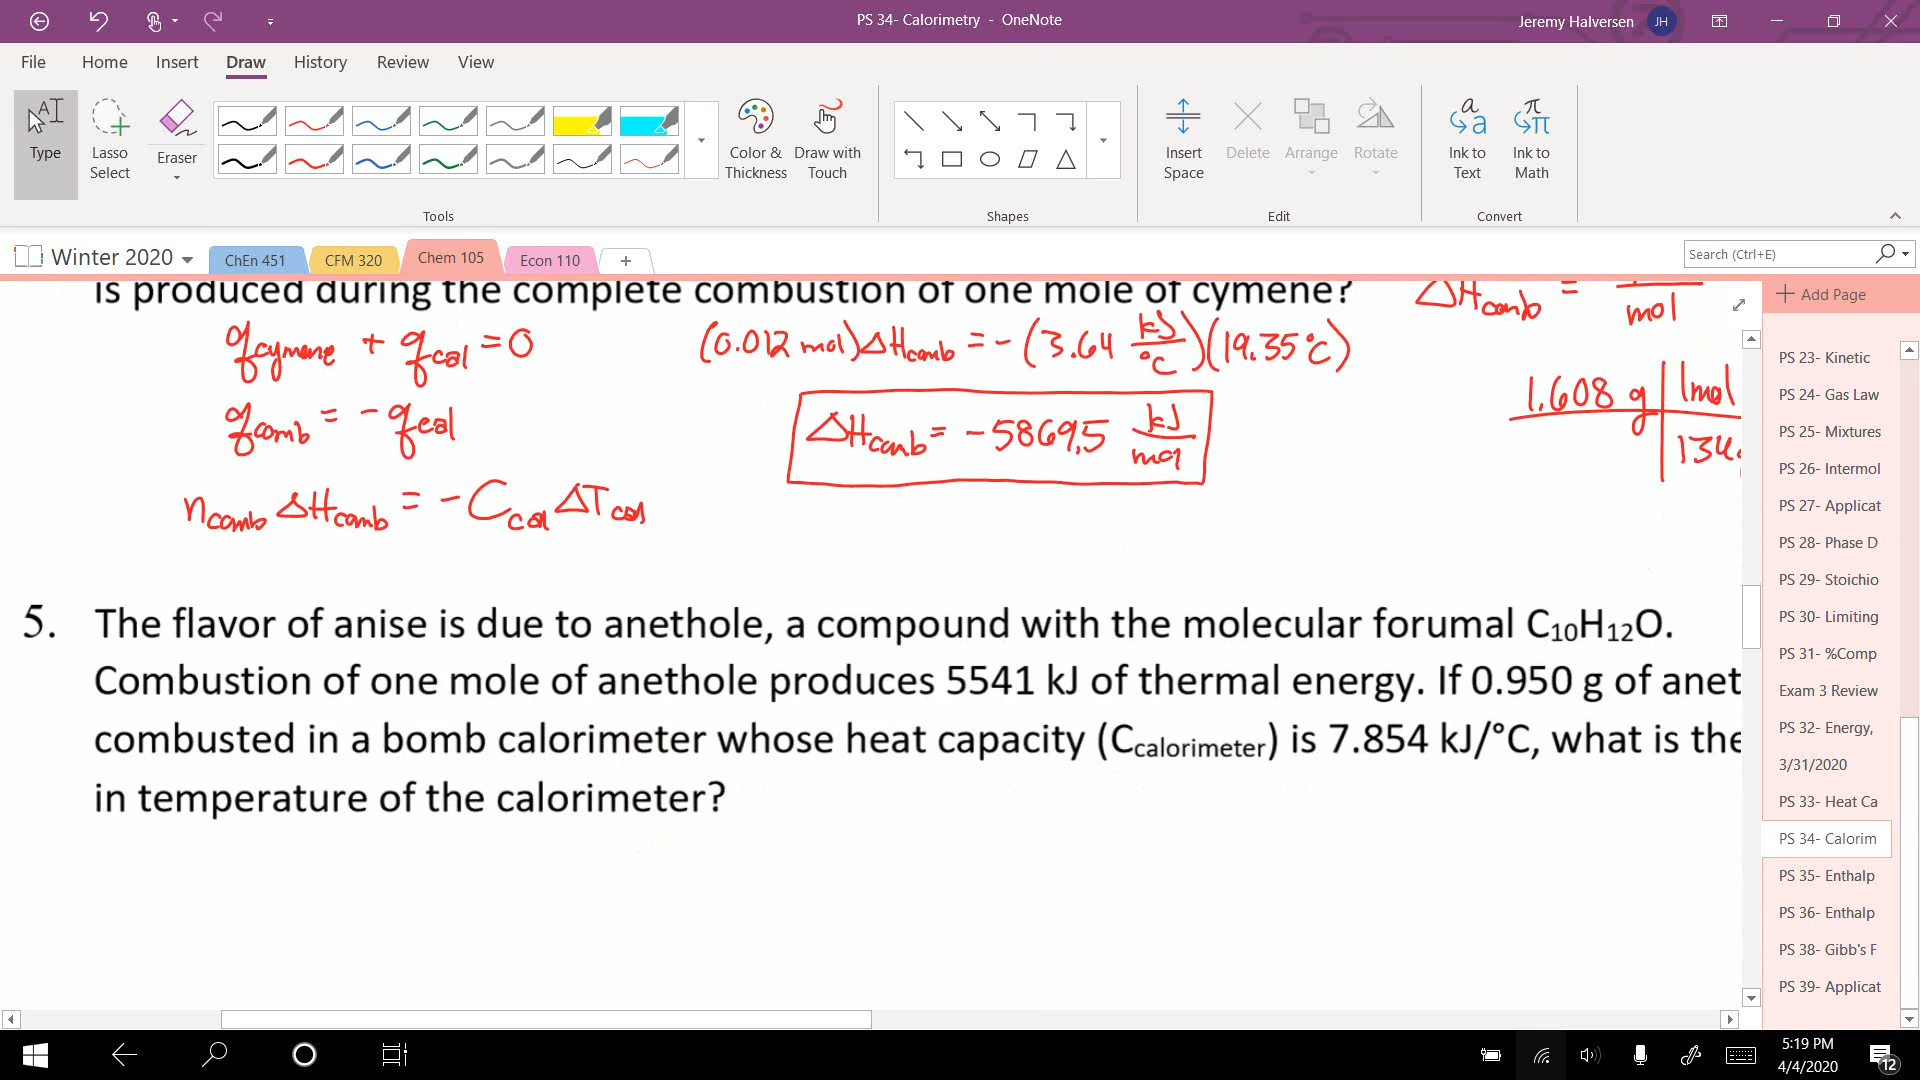 PS 34- Calorimetry - OneNote
Jeremy Halversen JH
File Home Insert Draw History Review View
Type
Lasso Select
Eraser
Color & Thickness
Draw with Touch
Insert Space
Delete
Arrange
Rotate
Ink to Text
Ink to Math
Tools Shapes Edit Convert
Winter 2020 ChEn 451 CFM 320 Chem 105 Econ 110 +
Search (Ctrl+E)
Add Page
PS 23- Kinetic
PS 24- Gas Law
PS 25- Mixtures
PS 26- Intermol
PS 27- Applicat
PS 28- Phase D
PS 29- Stoichio
PS 30- Limiting
PS 31- %Comp
Exam 3 Review
PS 32- Energy,
3/31/2020
PS 33- Heat Ca
PS 34- Calorim
PS 35- Enthalp
PS 36- Enthalp
PS 38- Gibb's F
PS 39- Applicat
is produced during the complete combustion of one mole of cymene?
ΔHcomb = mol
qcymene + qcal = 0
(0.012 mol)ΔHcomb = -(3.64 kJ/°C)(19.35°C)
1.608 g | 1mol
134
qcomb = -qcal
ΔHcomb = -5869.5 kJ/mol
ncomb ΔHcomb = -Ccal ΔTcal
5. The flavor of anise is due to anethole, a compound with the molecular forumal C₁₀H₁₂O.
Combustion of one mole of anethole produces 5541 kJ of thermal energy. If 0.950 g of anet
combusted in a bomb calorimeter whose heat capacity (Ccalorimeter) is 7.854 kJ/°C, what is the
in temperature of the calorimeter?
5:19 PM
4/4/2020
12